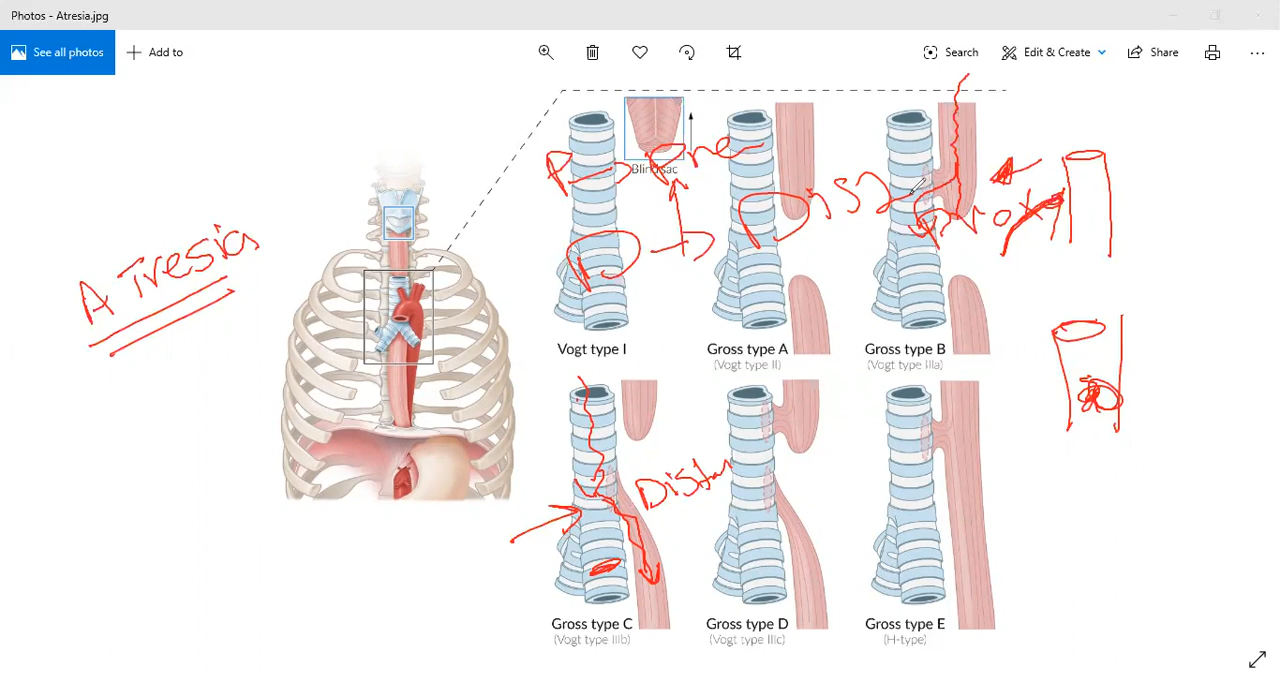 Photos - Atresia.jpg
See all photos
Add to
Search
Edit & Create
Share
Blind sac
ATresia
Prox
Vogt type I
Gross type A
(Vogt type II)
Gross type B
(Vogt type IIIa)
Distal
Gross type C
(Vogt type IIIb)
Gross type D
(Vogt type IIIc)
Gross type E
(H-type)